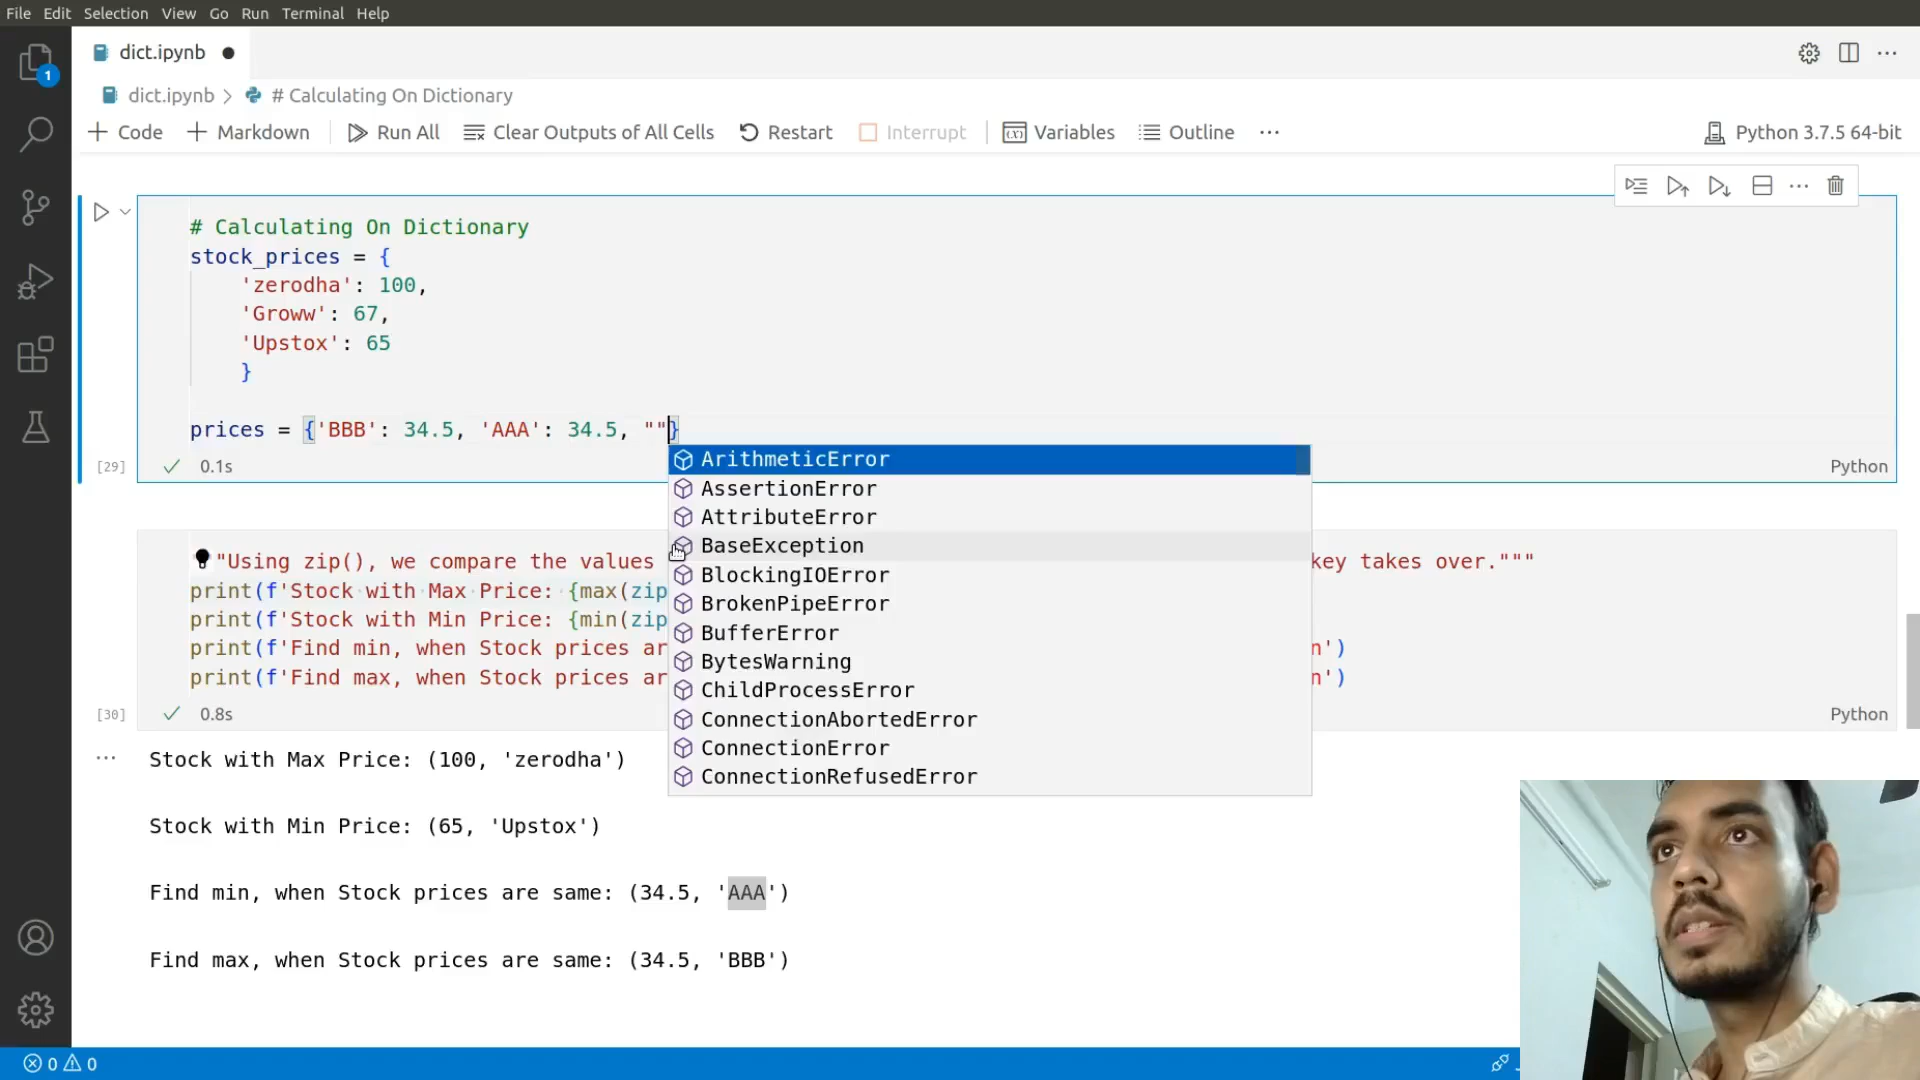 File Edit Selection View Go Run Terminal Help
dict.ipynb
dict.ipynb > # Calculating On Dictionary
+ Code + Markdown Run All Clear Outputs of All Cells Restart Interrupt Variables Outline ... Python 3.7.5 64-bit
1
# Calculating On Dictionary
stock_prices = {
'zerodha': 100,
'Groww': 67,
'Upstox': 65
}
prices = {'BBB': 34.5, 'AAA': 34.5, ""}
[29] 0.1s Python
ArithmeticError
AssertionError
AttributeError
BaseException
BlockingIOError
BrokenPipeError
BufferError
BytesWarning
ChildProcessError
ConnectionAbortedError
ConnectionError
ConnectionRefusedError
"Using zip(), we compare the values key takes over."""
print(f'Stock with Max Price: {max(zip
print(f'Stock with Min Price: {min(zip
print(f'Find min, when Stock prices ar n')
print(f'Find max, when Stock prices ar n')
[30] 0.8s Python
Stock with Max Price: (100, 'zerodha')
Stock with Min Price: (65, 'Upstox')
Find min, when Stock prices are same: (34.5, 'AAA')
Find max, when Stock prices are same: (34.5, 'BBB')
0 0